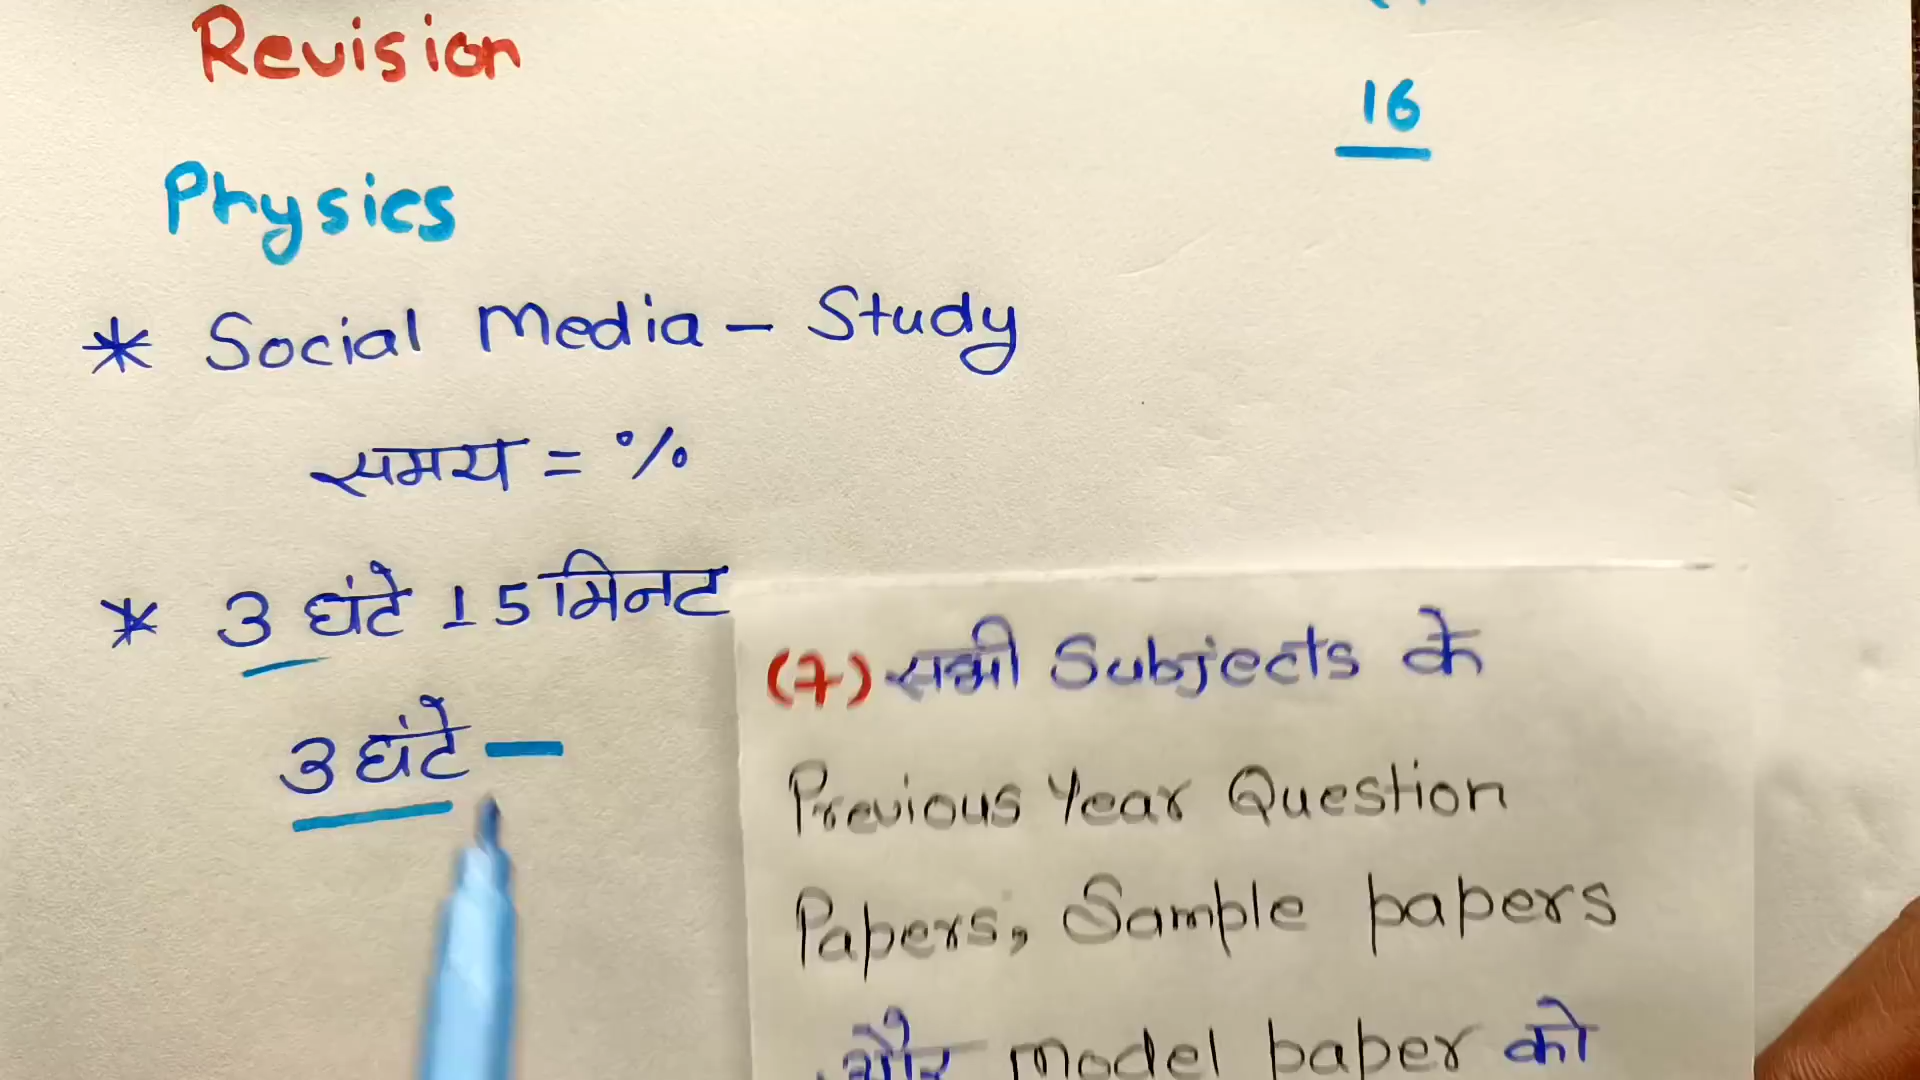 Revision
16
Physics
* Social Media - Study
समय = %
* 3 घंटे 15 मिनट
3 घंटे -
(7) सभी Subjects के
Previous Year Question
Papers, Sample papers
और model paper को